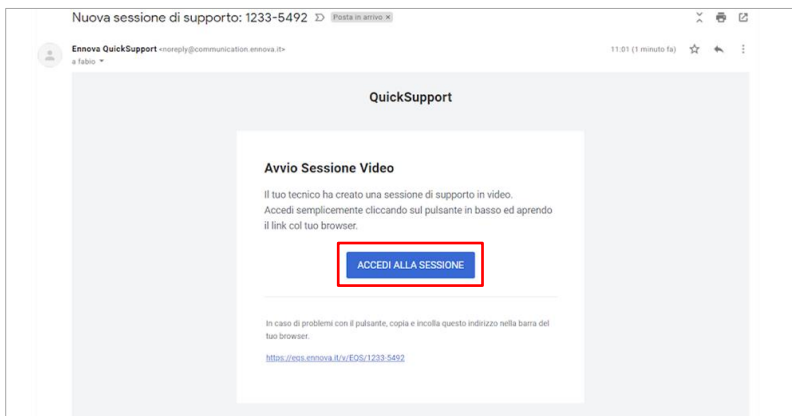 Nuova sessione di supporto: 1233-5492 Posta in arrivo ×
Ennova QuickSupport <noreply@communication.ennova.it> 11:01 (1 minuto fa)
a fabio
QuickSupport
Avvio Sessione Video
Il tuo tecnico ha creato una sessione di supporto in video.
Accedi semplicemente cliccando sul pulsante in basso ed aprendo
il link col tuo browser.
ACCEDI ALLA SESSIONE
In caso di problemi con il pulsante, copia e incolla questo indirizzo nella barra del
tuo browser.
https://eqs.ennova.it/v/EQS/1233-5492